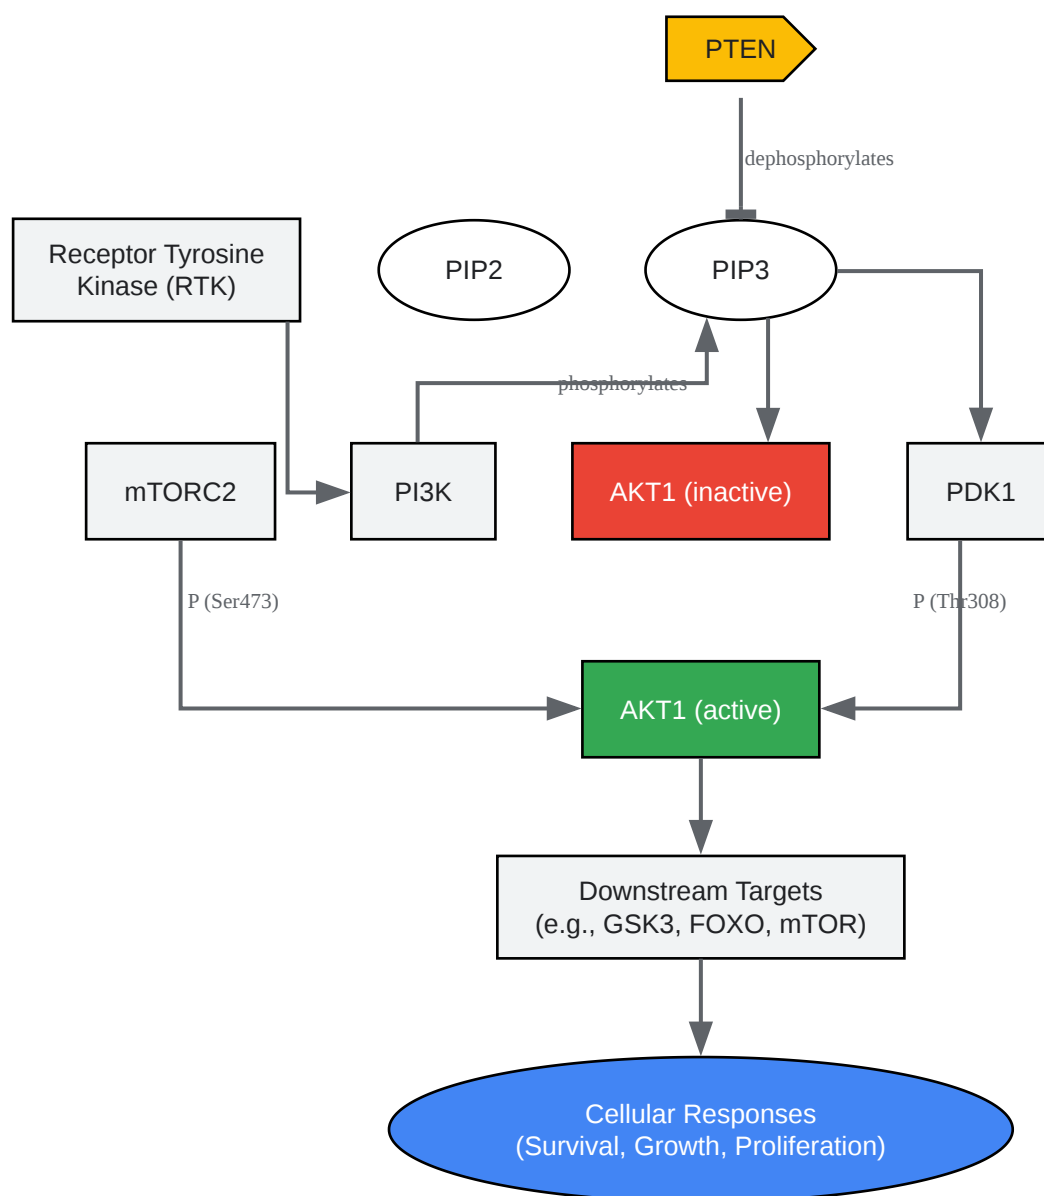 PTEN
dephosphorylates
Receptor Tyrosine
Kinase (RTK)
PIP2
PIP3
phosphorylates
mTORC2
PI3K
AKT1 (inactive)
PDK1
P (Ser473)
P (Thr308)
AKT1 (active)
Downstream Targets
(e.g., GSK3, FOXO, mTOR)
Cellular Responses
(Survival, Growth, Proliferation)